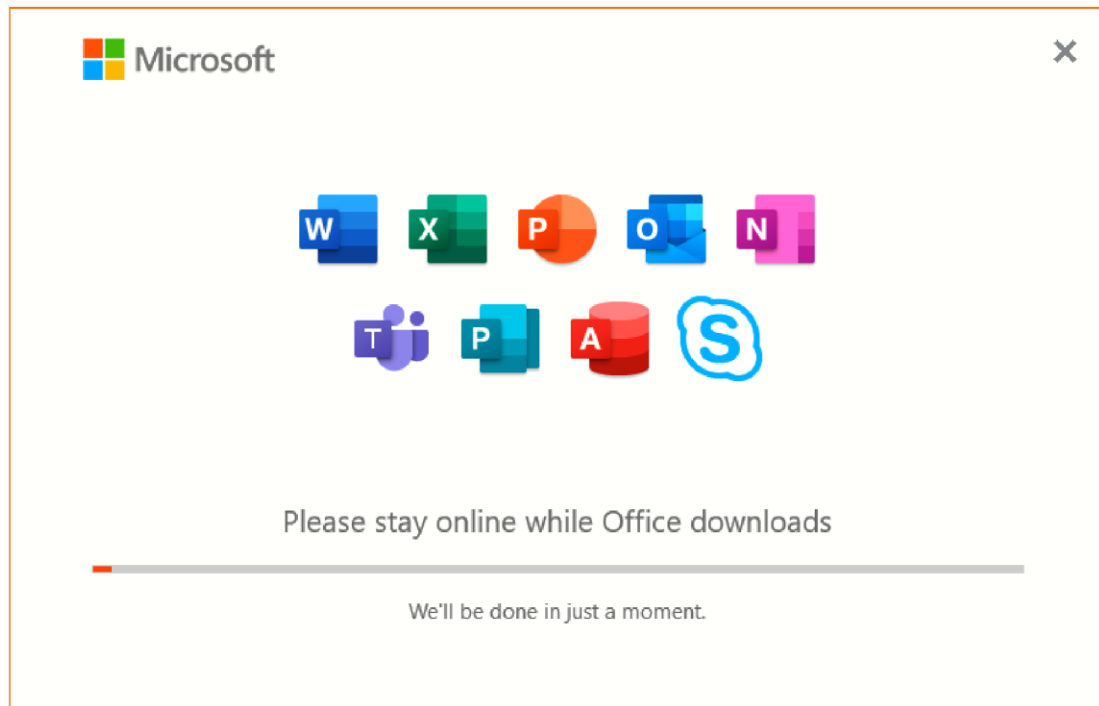 Microsoft
W X P O N
T P A S
Please stay online while Office downloads
We'll be done in just a moment.